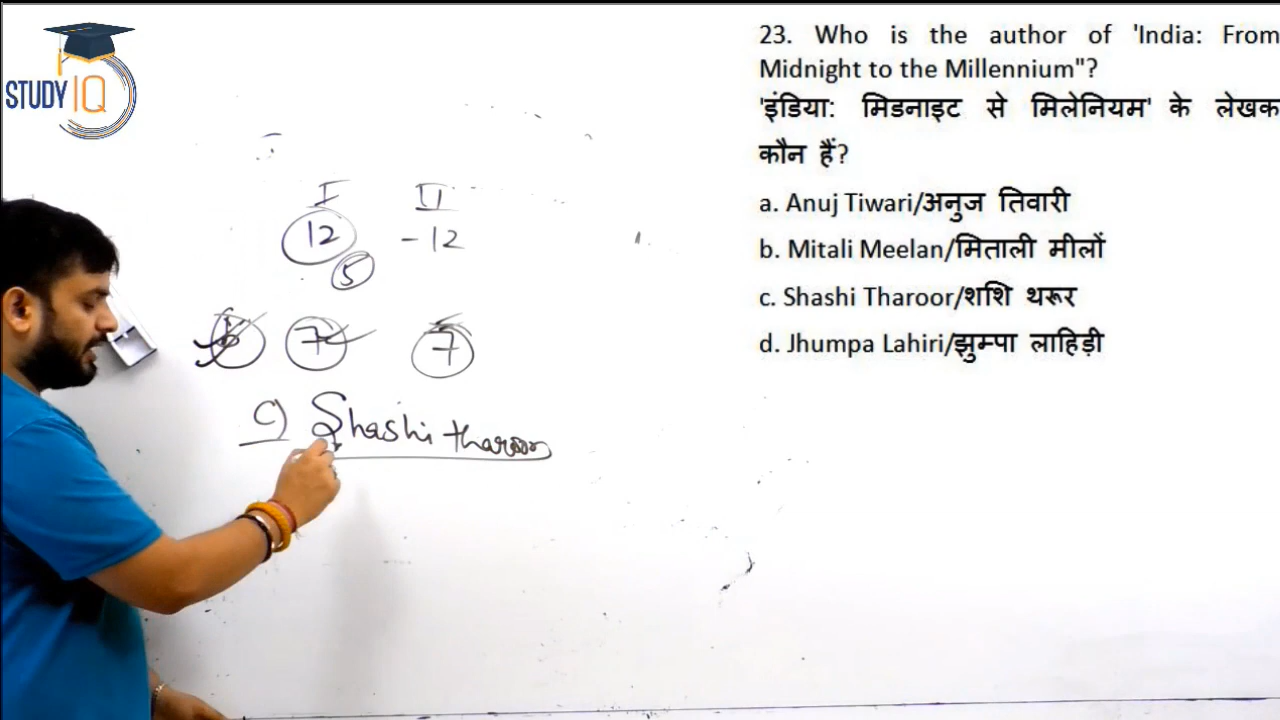 STUDY IQ
23. Who is the author of 'India: From
Midnight to the Millennium"?
'इंडिया: मिडनाइट से मिलेनियम' के लेखक
कौन हैं?
a. Anuj Tiwari/अनुज तिवारी
b. Mitali Meelan/मिताली मीलों
c. Shashi Tharoor/शशि थरूर
d. Jhumpa Lahiri/झुम्पा लाहिड़ी
I II
12 -12
5
7 7
C) Shashi tharoor